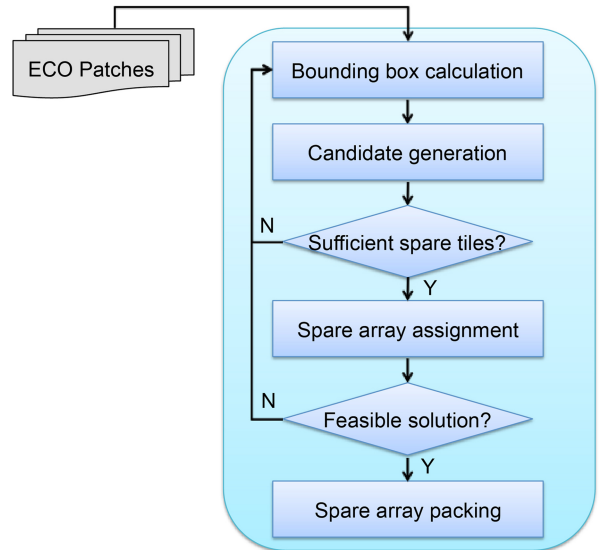 ECO Patches
Bounding box calculation
Candidate generation
N
Sufficient spare tiles?
Y
Spare array assignment
N
Feasible solution?
Y
Spare array packing